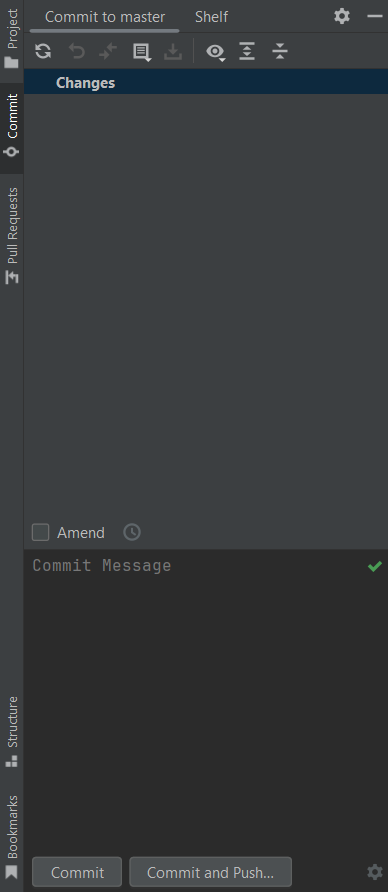 Project
Commit
Pull Requests
Structure
Bookmarks
Commit to master Shelf
Changes
Amend
Commit Message
Commit Commit and Push...